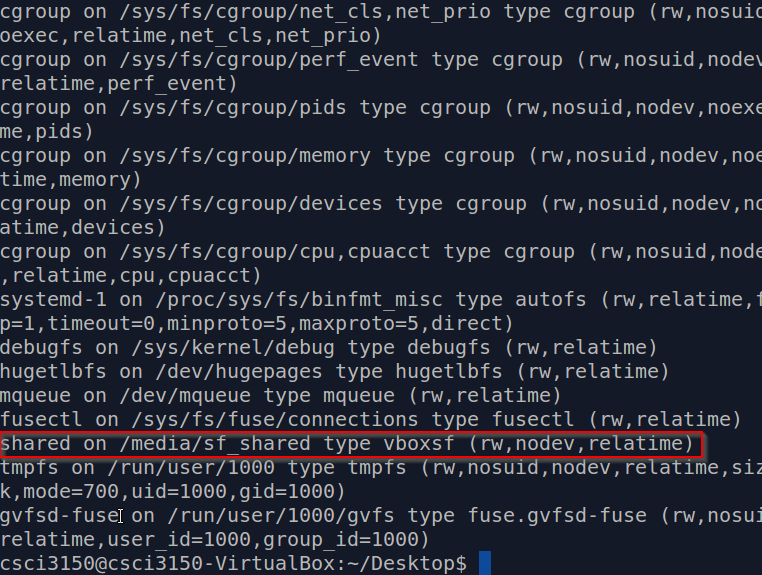 cgroup on /sys/fs/cgroup/net_cls,net_prio type cgroup (rw,nosuid,n
oexec,relatime,net_cls,net_prio)
cgroup on /sys/fs/cgroup/perf_event type cgroup (rw,nosuid,nodev
relatime,perf_event)
cgroup on /sys/fs/cgroup/pids type cgroup (rw,nosuid,nodev,noexe
me,pids)
cgroup on /sys/fs/cgroup/memory type cgroup (rw,nosuid,nodev,noe
time,memory)
cgroup on /sys/fs/cgroup/devices type cgroup (rw,nosuid,nodev,no
atime,devices)
cgroup on /sys/fs/cgroup/cpu,cpuacct type cgroup (rw,nosuid,node
,relatime,cpu,cpuacct)
systemd-1 on /proc/sys/fs/binfmt_misc type autofs (rw,relatime,f
p=1,timeout=0,minproto=5,maxproto=5,direct)
debugfs on /sys/kernel/debug type debugfs (rw,relatime)
hugetlbfs on /dev/hugepages type hugetlbfs (rw,relatime)
mqueue on /dev/mqueue type mqueue (rw,relatime)
fusectl on /sys/fs/fuse/connections type fusectl (rw,relatime)
shared on /media/sf_shared type vboxsf (rw,nodev,relatime)
tmpfs on /run/user/1000 type tmpfs (rw,nosuid,nodev,relatime,siz
k,mode=700,uid=1000,gid=1000)
gvfsd-fuse on /run/user/1000/gvfs type fuse.gvfsd-fuse (rw,nosui
relatime,user_id=1000,group_id=1000)
csci3150@csci3150-VirtualBox:~/Desktop$